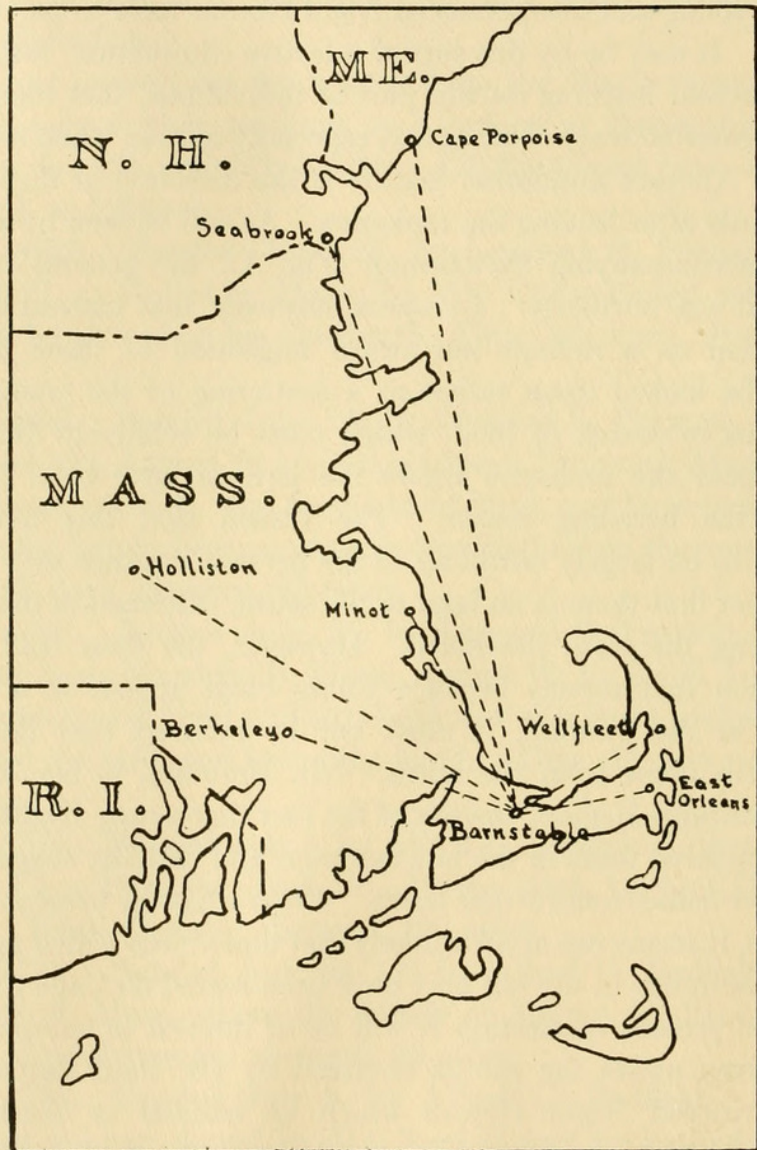 ME.
N. H.
Cape Porpoise
Seabrook
MASS.
Holliston
Minot
Berkeley
Wellfleet
R. I.
East
Orleans
Barnstable